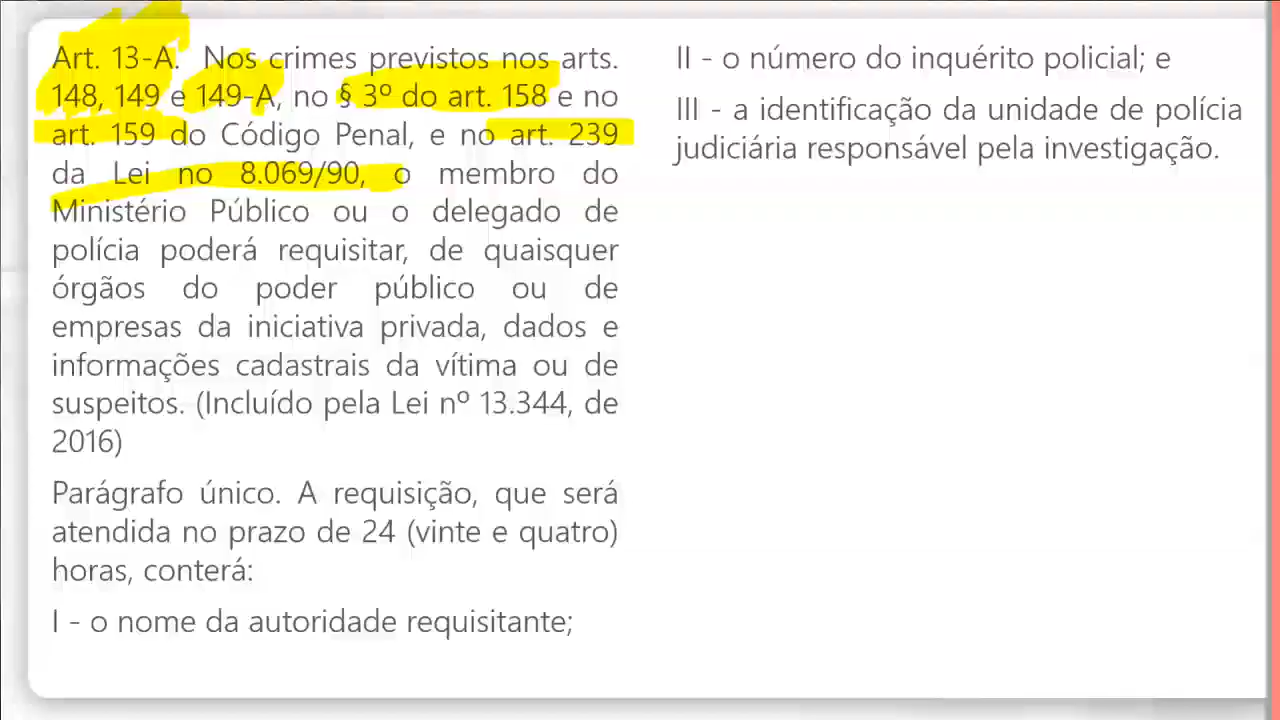 Art. 13-A. Nos crimes previstos nos arts.
148, 149 e 149-A, no § 3º do art. 158 e no
art. 159 do Código Penal, e no art. 239
da Lei no 8.069/90, o membro do
Ministério Público ou o delegado de
polícia poderá requisitar, de quaisquer
órgãos do poder público ou de
empresas da iniciativa privada, dados e
informações cadastrais da vítima ou de
suspeitos. (Incluído pela Lei nº 13.344, de
2016)
Parágrafo único. A requisição, que será
atendida no prazo de 24 (vinte e quatro)
horas, conterá:
I - o nome da autoridade requisitante;
II - o número do inquérito policial; e
III - a identificação da unidade de polícia
judiciária responsável pela investigação.